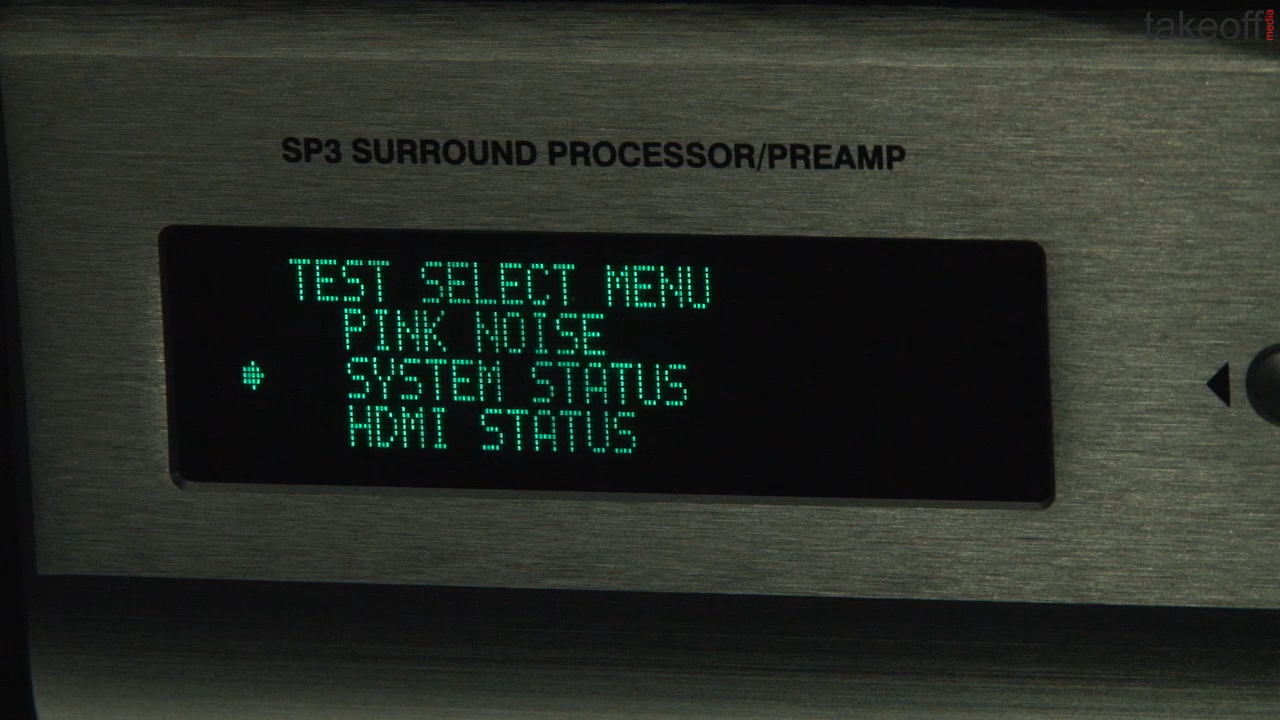 takeoff media
SP3 SURROUND PROCESSOR/PREAMP
TEST SELECT MENU
PINK NOISE
SYSTEM STATUS
HDMI STATUS